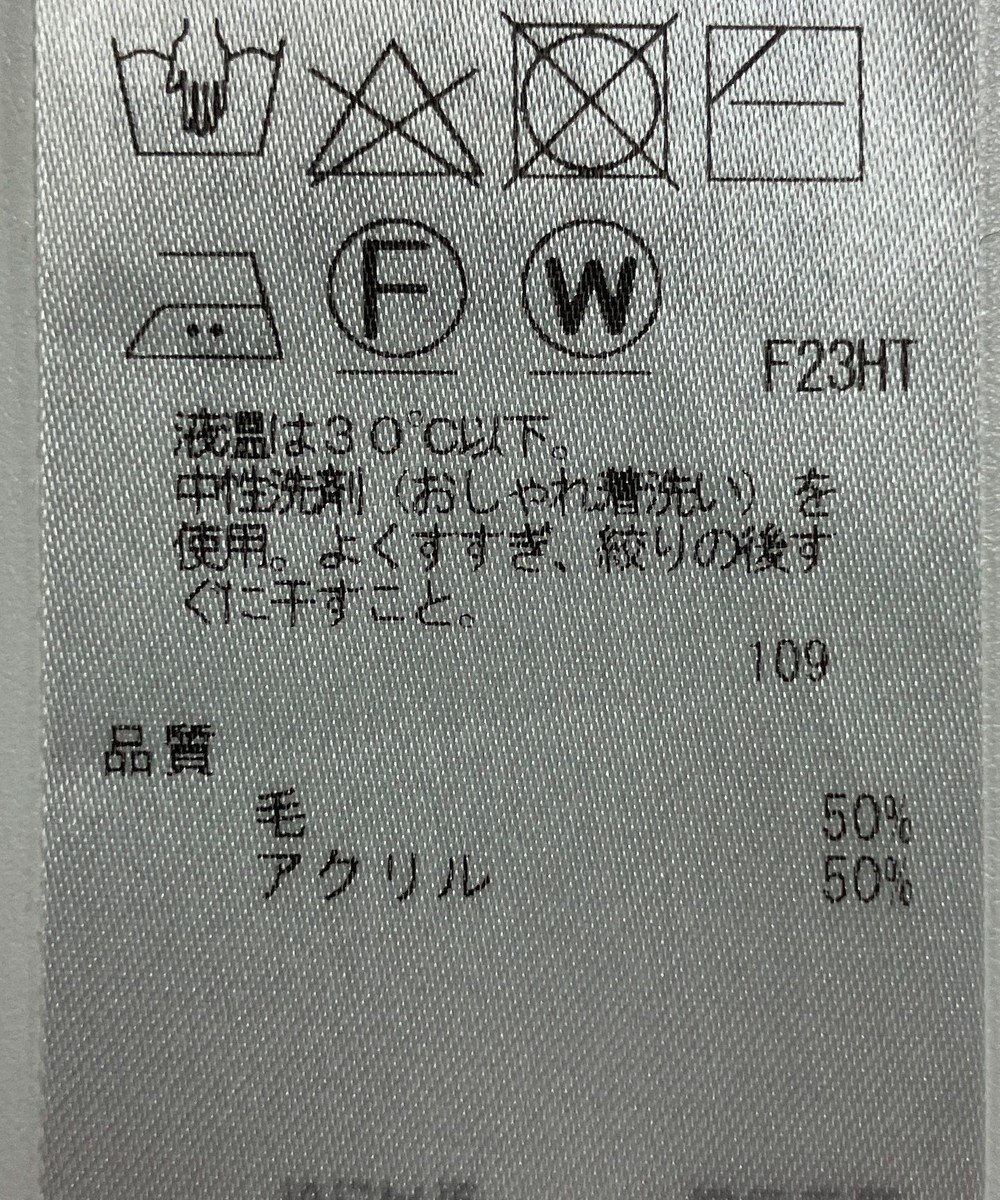 F
W
F23HT
液温は30℃以下。
中性洗剤(おしゃれ着洗い)を
使用。よくすすぎ、絞りの後す
ぐに干すこと。
109
品質
毛 50%
アクリル 50%